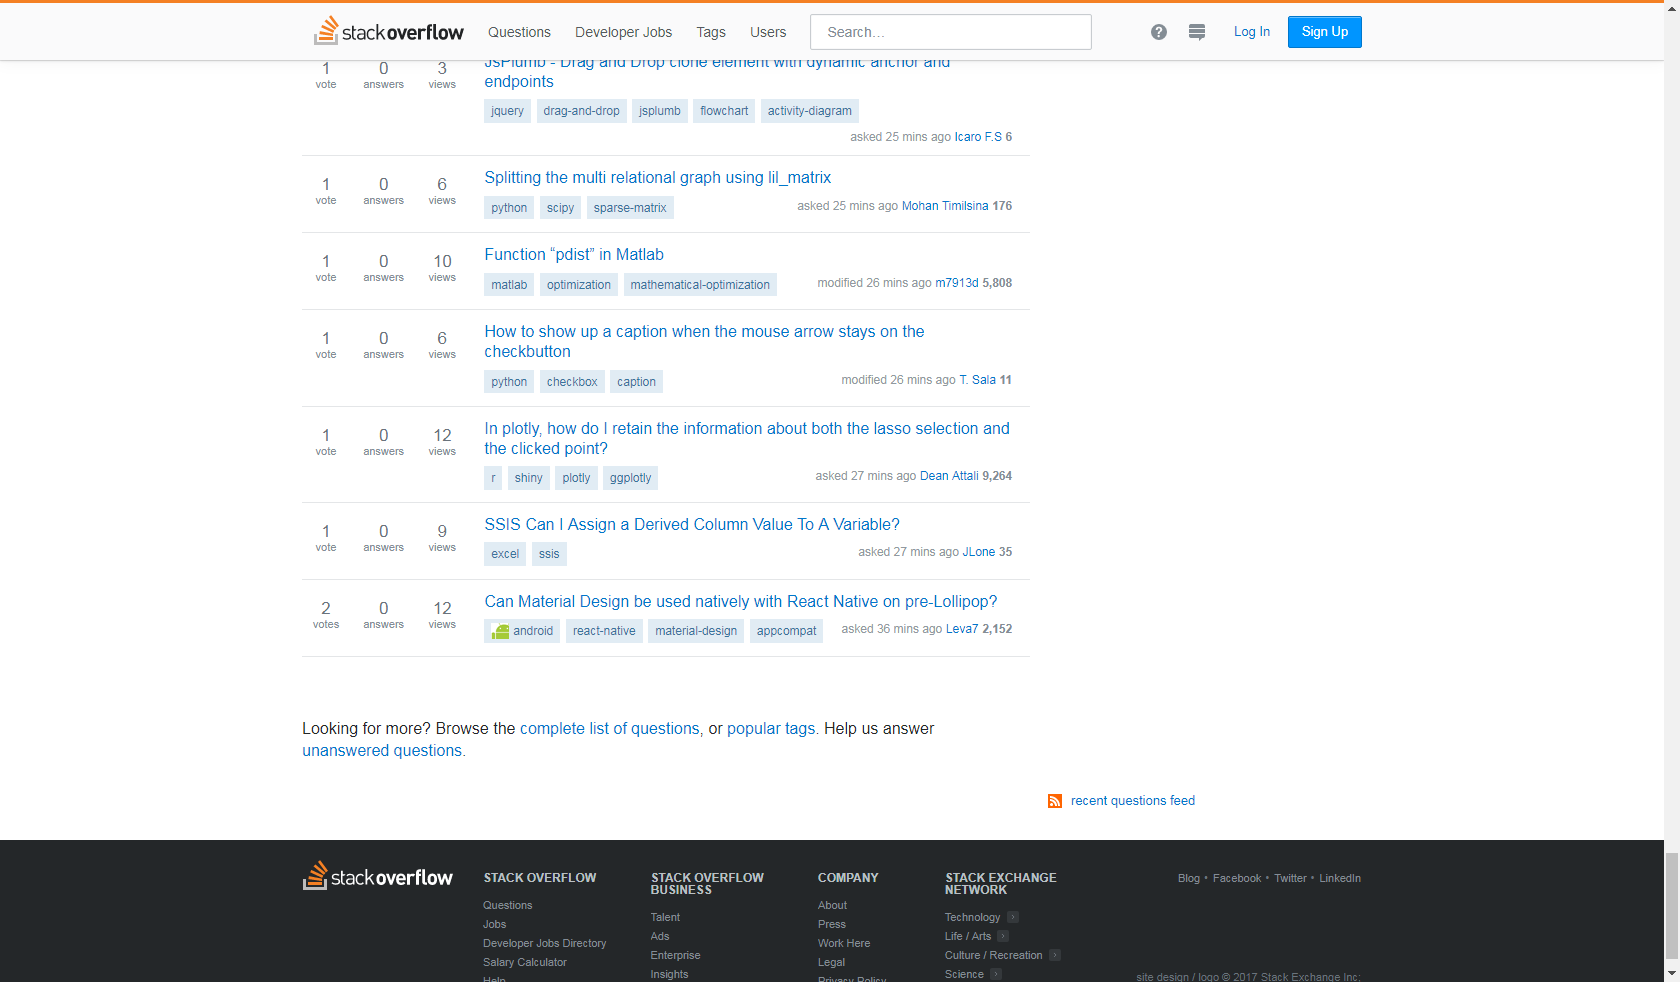 stackoverflow Questions Developer Jobs Tags Users Search... ? Log In Sign Up
1 0 3 JsPlumb - Drag and Drop clone element with dynamic anchor and
vote answers views endpoints
jquery drag-and-drop jsplumb flowchart activity-diagram
asked 25 mins ago Icaro F.S 6
1 0 6 Splitting the multi relational graph using lil_matrix
vote answers views python scipy sparse-matrix asked 25 mins ago Mohan Timilsina 176
1 0 10 Function “pdist” in Matlab
vote answers views matlab optimization mathematical-optimization modified 26 mins ago m7913d 5,808
1 0 6 How to show up a caption when the mouse arrow stays on the
vote answers views checkbutton
python checkbox caption modified 26 mins ago T. Sala 11
1 0 12 In plotly, how do I retain the information about both the lasso selection and
vote answers views the clicked point?
r shiny plotly ggplotly asked 27 mins ago Dean Attali 9,264
1 0 9 SSIS Can I Assign a Derived Column Value To A Variable?
vote answers views excel ssis asked 27 mins ago JLone 35
2 0 12 Can Material Design be used natively with React Native on pre-Lollipop?
votes answers views android react-native material-design appcompat asked 36 mins ago Leva7 2,152
Looking for more? Browse the complete list of questions, or popular tags. Help us answer
unanswered questions.
recent questions feed
stackoverflow
STACK OVERFLOW
Questions
Jobs
Developer Jobs Directory
Salary Calculator
Help
STACK OVERFLOW
BUSINESS
Talent
Ads
Enterprise
Insights
COMPANY
About
Press
Work Here
Legal
Privacy Policy
STACK EXCHANGE
NETWORK
Technology
Life / Arts
Culture / Recreation
Science
Blog • Facebook • Twitter • LinkedIn
site design / logo © 2017 Stack Exchange Inc;